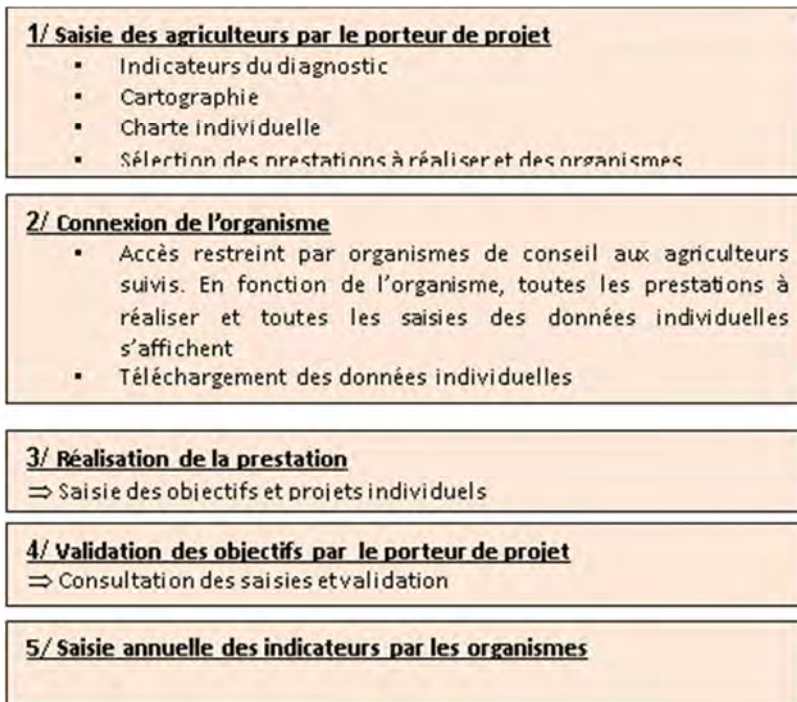 1/ Saisie des agriculteurs par le porteur de projet
▪ Indicateurs du diagnostic
▪ Cartographie
▪ Charte individuelle
▪ Sélection des prestations à réaliser et des organismes
2/ Connexion de l'organisme
▪ Accès restreint par organismes de conseil aux agriculteurs
suivis. En fonction de l'organisme, toutes les prestations à
réaliser et toutes les saisies des données individuelles
s'affichent
▪ Téléchargement des données individuelles
3/ Réalisation de la prestation
⇒ Saisie des objectifs et projets individuels
4/ Validation des objectifs par le porteur de projet
⇒ Consultation des saisies et validation
5/ Saisie annuelle des indicateurs par les organismes